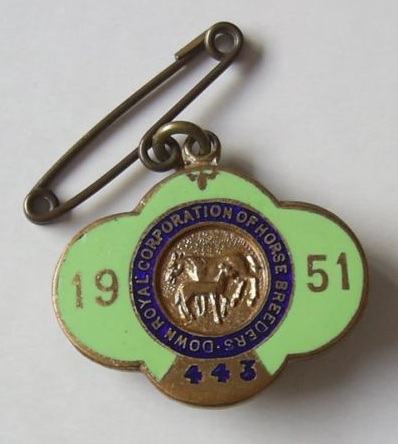 DOWN ROYAL CORPORATION OF HORSE BREEDERS ·
19 51
443